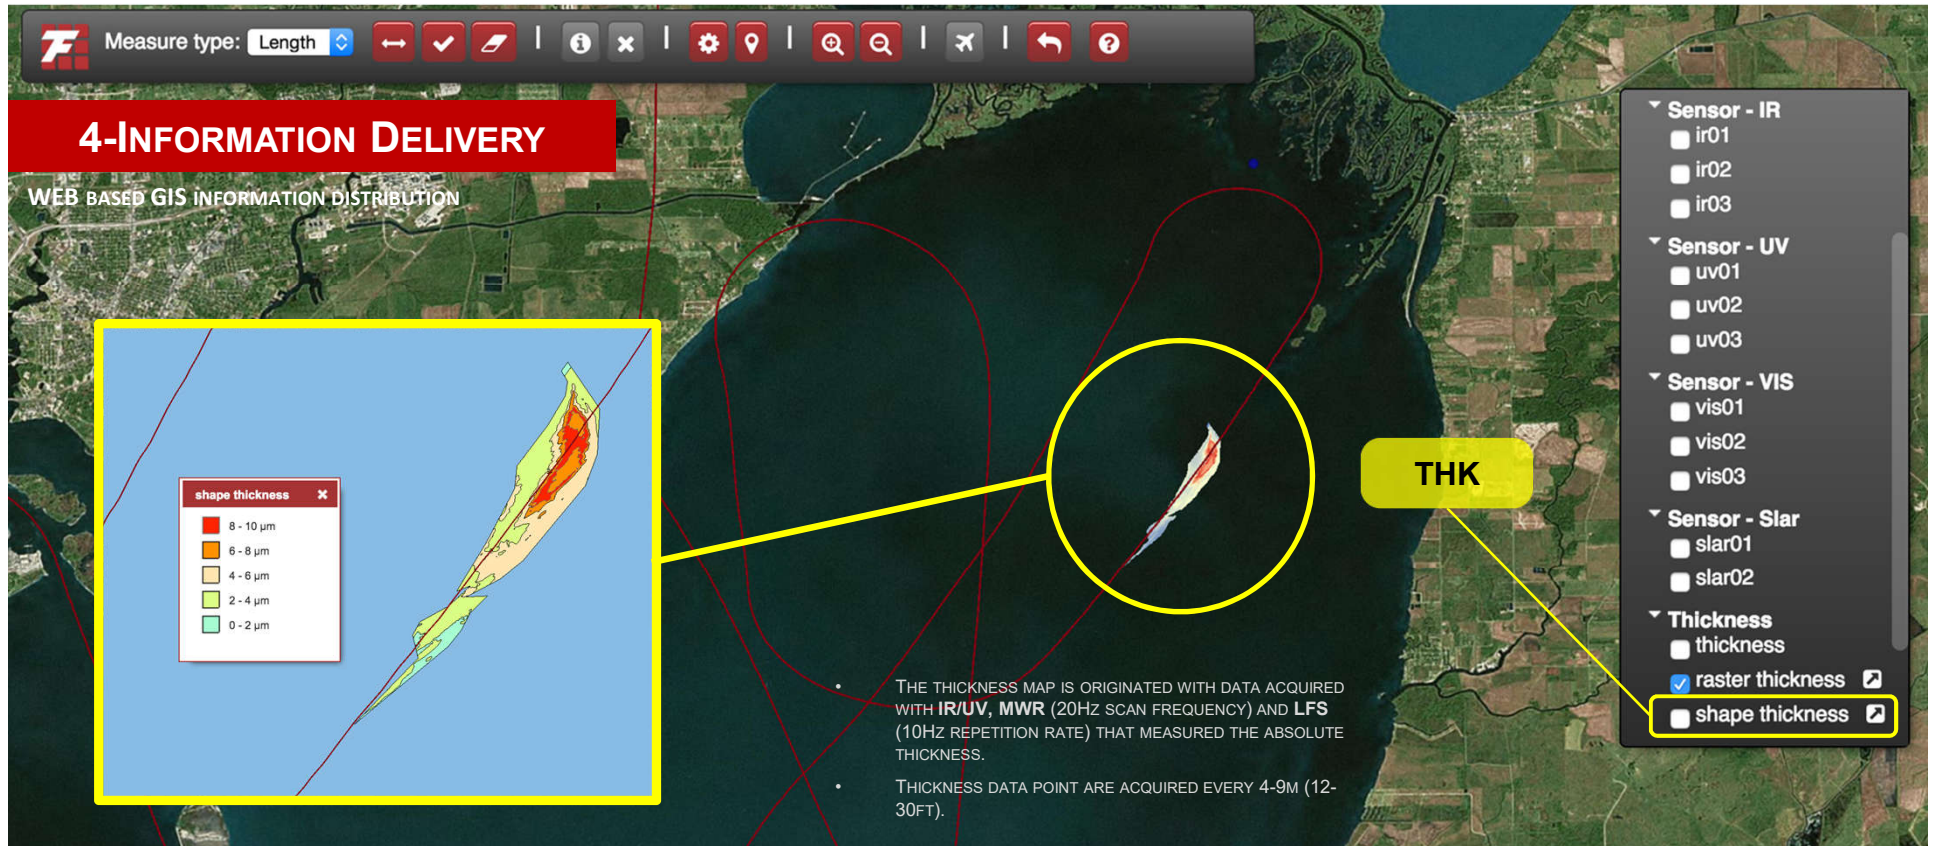 Measure type: Length
4-INFORMATION DELIVERY
WEB BASED GIS INFORMATION DISTRIBUTION
shape thickness
8 - 10 µm
6 - 8 µm
4 - 6 µm
2 - 4 µm
0 - 2 µm
THK
Sensor - IR
ir01
ir02
ir03
Sensor - UV
uv01
uv02
uv03
Sensor - VIS
vis01
vis02
vis03
Sensor - Slar
slar01
slar02
Thickness
thickness
raster thickness
shape thickness
• THE THICKNESS MAP IS ORIGINATED WITH DATA ACQUIRED
WITH IR/UV, MWR (20HZ SCAN FREQUENCY) AND LFS
(10HZ REPETITION RATE) THAT MEASURED THE ABSOLUTE
THICKNESS.
• THICKNESS DATA POINT ARE ACQUIRED EVERY 4-9M (12-
30FT).